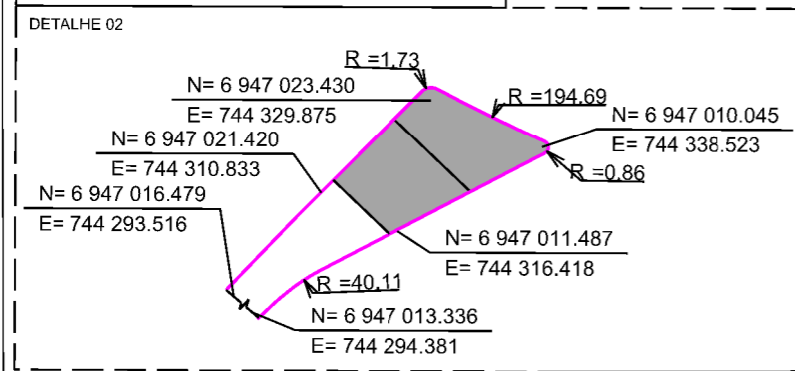 DETALHE 02
R =1,73
N= 6 947 023.430
E= 744 329.875
R =194.69
N= 6 947 010.045
E= 744 338.523
N= 6 947 021.420
E= 744 310.833
R =0,86
N= 6 947 016.479
E= 744 293.516
N= 6 947 011.487
E= 744 316.418
R =40,11
N= 6 947 013.336
E= 744 294.381